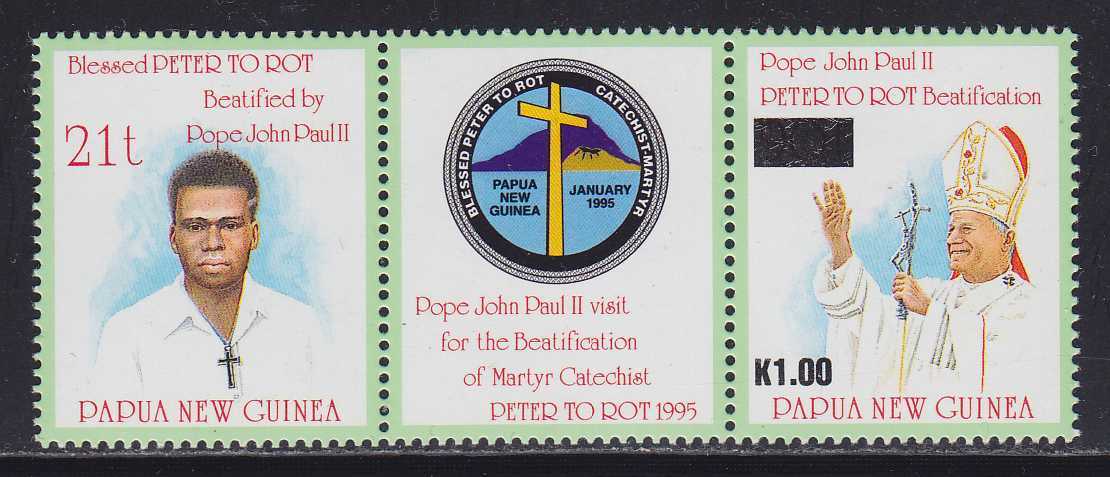 Blessed PETER TO ROT
Beatified by
Pope John Paul II
21t
PAPUA NEW GUINEA
BLESSED PETER TO ROT CATECHIST-MARTYR
PAPUA
NEW
GUINEA
JANUARY
1995
Pope John Paul II visit
for the Beatification
of Martyr Catechist
PETER TO ROT 1995
Pope John Paul II
PETER TO ROT Beatification
K1.00
PAPUA NEW GUINEA